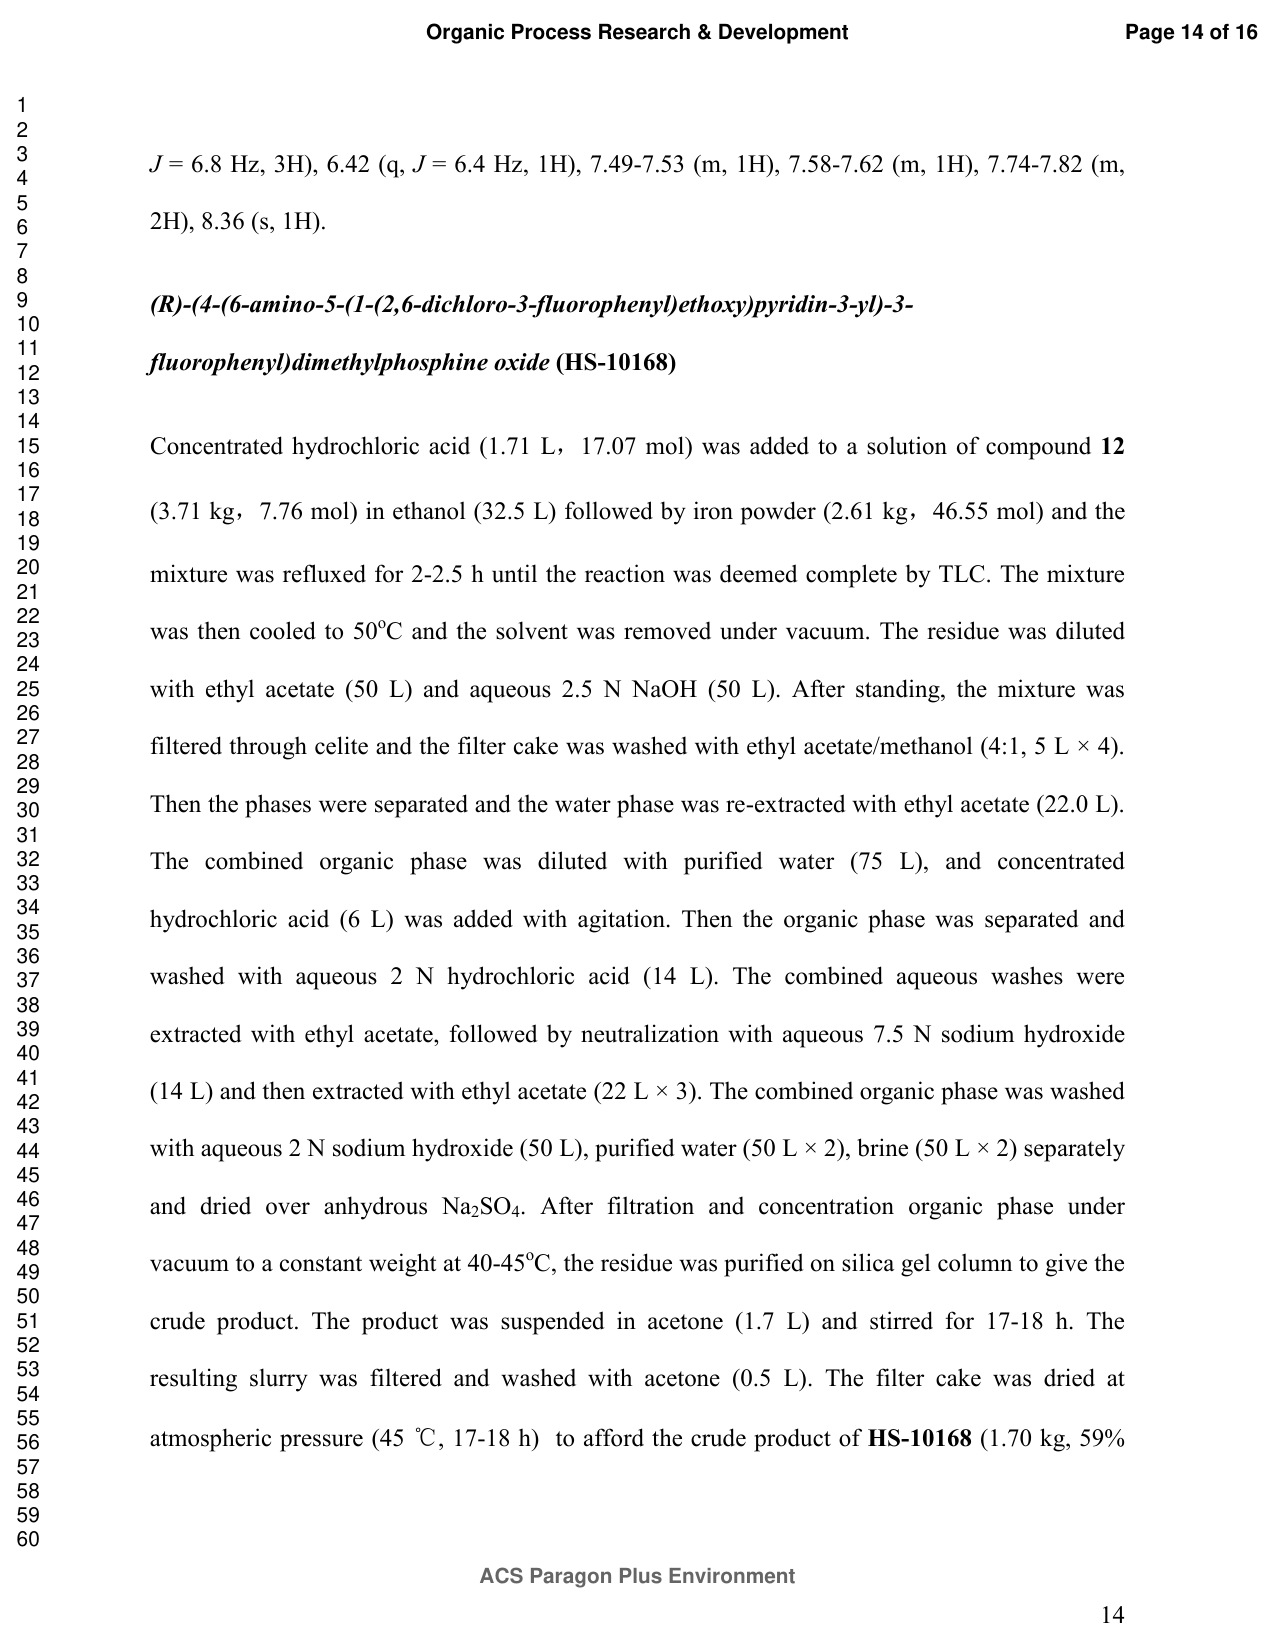 Organic Process Research & Development
Page 14 of 16
1
2
3
4
5
6
7
8
9
10
11
12
13
14
15
16
17
18
19
20
21
22
23
24
25
26
27
28
29
30
31
32
33
34
35
36
37
38
39
40
41
42
43
44
45
46
47
48
49
50
51
52
53
54
55
56
57
58
59
60
J = 6.8 Hz, 3H), 6.42 (q, J = 6.4 Hz, 1H), 7.49-7.53 (m, 1H), 7.58-7.62 (m, 1H), 7.74-7.82 (m,
2H), 8.36 (s, 1H).
(R)-(4-(6-amino-5-(1-(2,6-dichloro-3-fluorophenyl)ethoxy)pyridin-3-yl)-3-
fluorophenyl)dimethylphosphine oxide (HS-10168)
Concentrated hydrochloric acid (1.71 L，17.07 mol) was added to a solution of compound 12
(3.71 kg，7.76 mol) in ethanol (32.5 L) followed by iron powder (2.61 kg，46.55 mol) and the
mixture was refluxed for 2-2.5 h until the reaction was deemed complete by TLC. The mixture
was then cooled to 50ºC and the solvent was removed under vacuum. The residue was diluted
with ethyl acetate (50 L) and aqueous 2.5 N NaOH (50 L). After standing, the mixture was
filtered through celite and the filter cake was washed with ethyl acetate/methanol (4:1, 5 L × 4).
Then the phases were separated and the water phase was re-extracted with ethyl acetate (22.0 L).
The combined organic phase was diluted with purified water (75 L), and concentrated
hydrochloric acid (6 L) was added with agitation. Then the organic phase was separated and
washed with aqueous 2 N hydrochloric acid (14 L). The combined aqueous washes were
extracted with ethyl acetate, followed by neutralization with aqueous 7.5 N sodium hydroxide
(14 L) and then extracted with ethyl acetate (22 L × 3). The combined organic phase was washed
with aqueous 2 N sodium hydroxide (50 L), purified water (50 L × 2), brine (50 L × 2) separately
and dried over anhydrous Na₂SO₄. After filtration and concentration organic phase under
vacuum to a constant weight at 40-45ºC, the residue was purified on silica gel column to give the
crude product. The product was suspended in acetone (1.7 L) and stirred for 17-18 h. The
resulting slurry was filtered and washed with acetone (0.5 L). The filter cake was dried at
atmospheric pressure (45 ℃, 17-18 h) to afford the crude product of HS-10168 (1.70 kg, 59%
ACS Paragon Plus Environment
14